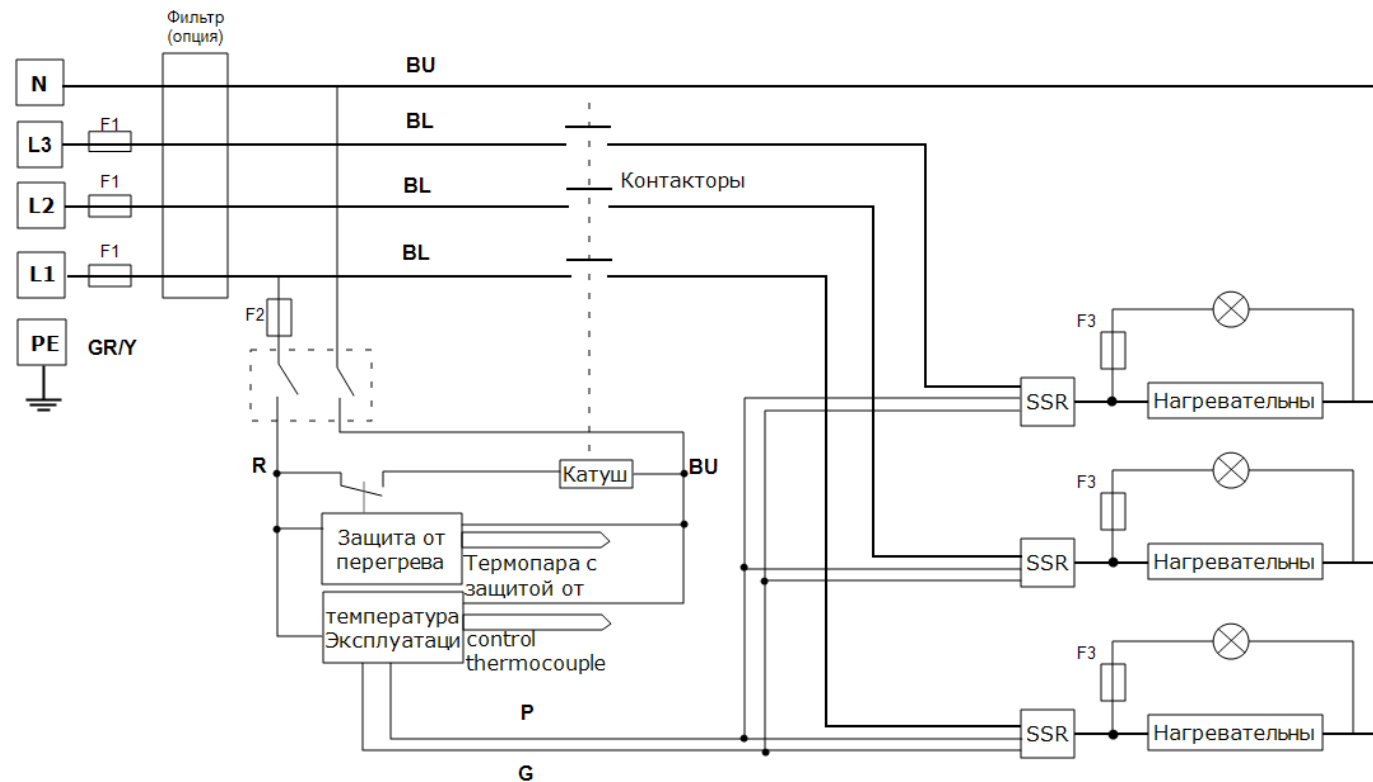 Фильтр
(опция)
N
BU
L3
F1
BL
L2
F1
BL
Контакторы
L1
F1
BL
F2
PE
GR/Y
F3
SSR
Нагревательны
R
Катуш
BU
F3
Защита от
перегрева
Термопара с
защитой от
SSR
Нагревательны
температура
Эксплуатаци
control
thermocouple
F3
P
SSR
Нагревательны
G